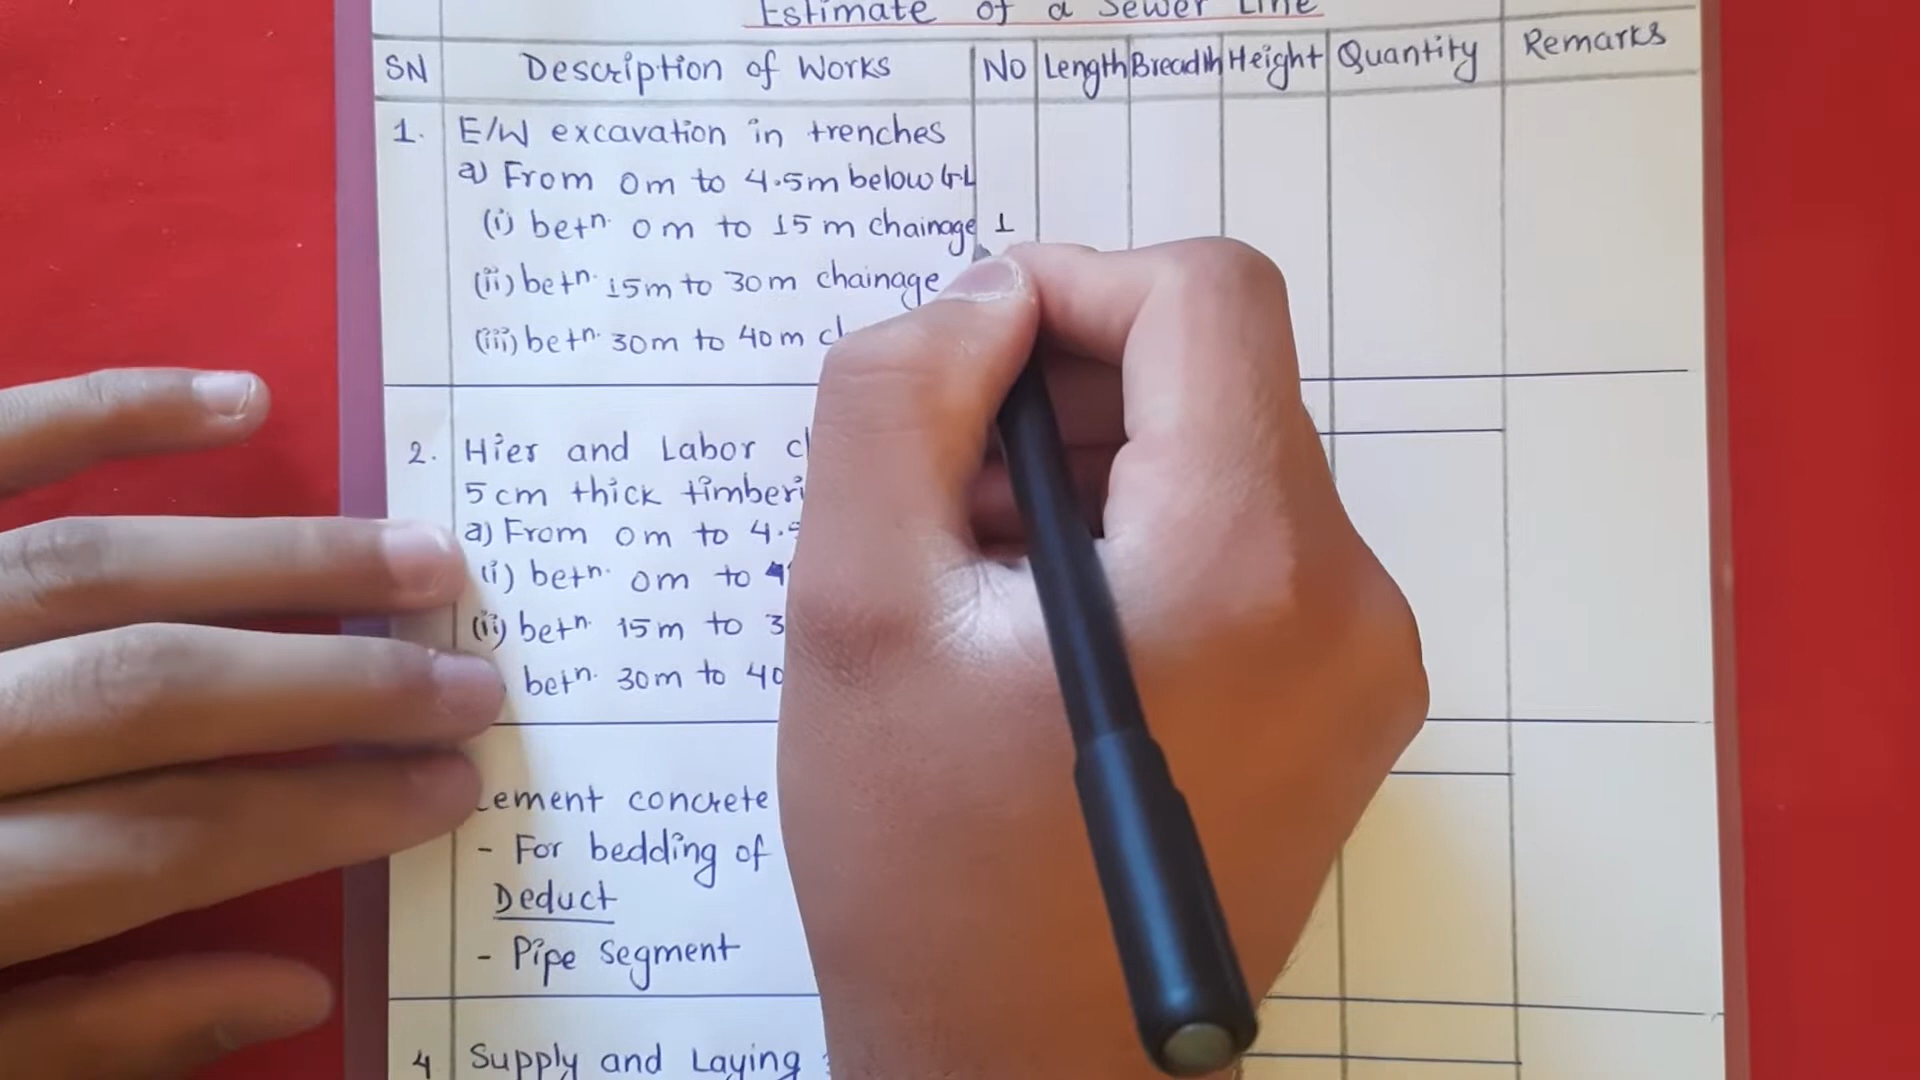 Estimate of a Sewer Line
SN Description of Works No Length Breadth Height Quantity Remarks
1. E/W excavation in trenches
a) From 0m to 4.5m below G.L
(i) betn. 0m to 15m chainage 1
(ii) betn. 15m to 30m chainage
(iii) betn. 30m to 40m
2. Hier and Labor
5cm thick
a) From 0m to
(i) betn. 0m to
(ii) betn. 15m to
betn. 30m to 40
concrete
- For bedding of
Deduct
- Pipe segment
4 Supply and Laying